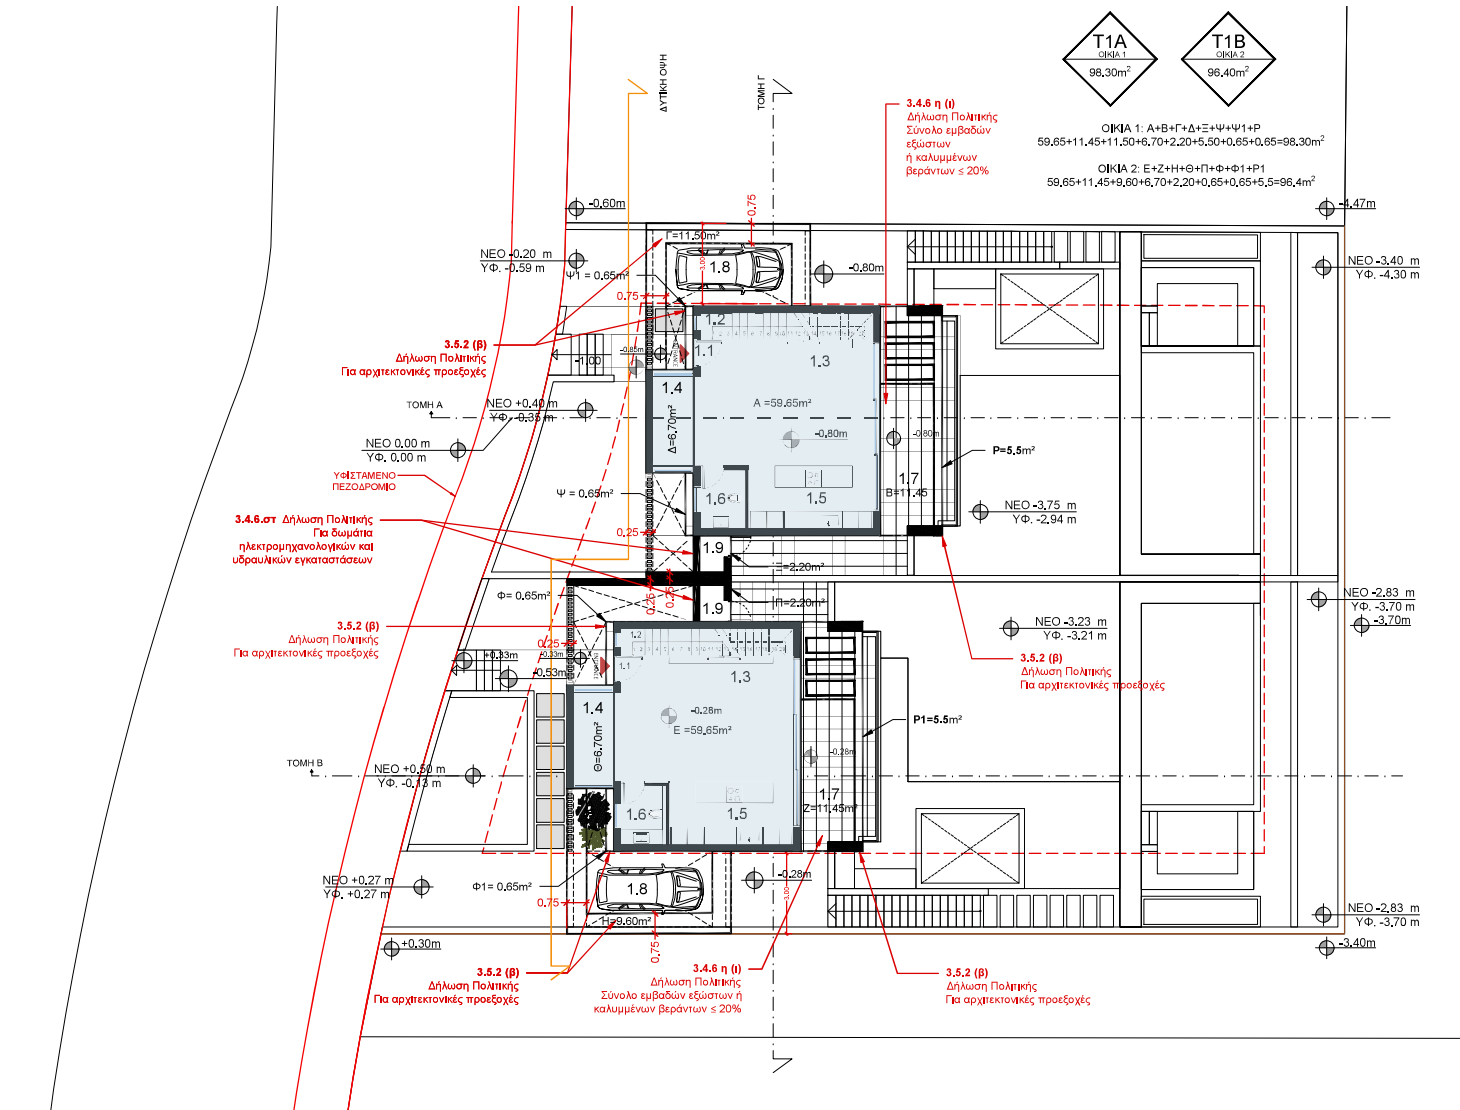 T1A
ΟΙΚΙΑ 1
98.30m²
T1B
ΟΙΚΙΑ 2
96.40m²
ΟΙΚΙΑ 1: Α+Β+Γ+Δ+Ξ+Ψ+Ψ1+Ρ
59.65+11.45+11.50+6.70+2.20+5.50+0.65+0.65=98.30m²
ΟΙΚΙΑ 2: Ε+Ζ+Η+Θ+Π+Φ+Φ1+Ρ1
59.65+11.45+9.60+6.70+2.20+0.65+0.65+5.5=96.4m²
ΔΥΤΙΚΗ ΟΨΗ
ΤΟΜΗ Γ
3.4.6 η (ι)
Δήλωση Πολιτικής
Σύνολο εμβαδών
εξώστων
ή καλυμμένων
βεράντων ≤ 20%
-0.60m
-4.47m
0.75
Γ=11.50m²
ΝΕΟ -0.20 m
ΥΦ. -0.59 m
Ψ1 = 0.65m²
3.00
1.8
-0.80m
ΝΕΟ -3.40 m
ΥΦ. -4.30 m
0.75
1.2
3.5.2 (β)
Δήλωση Πολιτικής
Για αρχιτεκτονικές προεξοχές
-1.00
-0.85m
1.1
1.3
1.4
Δ=6.70m²
Α =59.65m²
ΤΟΜΗ Α
ΝΕΟ +0.40 m
ΥΦ. -0.35 m
-0.80m
-0.80m
ΝΕΟ 0.00 m
ΥΦ. 0.00 m
Ρ=5.5m²
ΥΦΙΣΤΑΜΕΝΟ
ΠΕΖΟΔΡΟΜΙΟ
Ψ = 0.65m²
1.6
1.5
1.7
Β=11.45
ΝΕΟ -3.75 m
ΥΦ. -2.94 m
3.4.6.στ Δήλωση Πολιτικής
Για δωμάτια
ηλεκτρομηχανολογικών και
υδραυλικών εγκαταστάσεων
0.25
1.9
Ξ=2.20m²
0.25
0.25
Φ= 0.65m²
1.9
Π=2.20m²
ΝΕΟ -2.83 m
ΥΦ. -3.70 m
-3.70m
3.5.2 (β)
Δήλωση Πολιτικής
Για αρχιτεκτονικές προεξοχές
0.25
1.2
ΝΕΟ -3.23 m
ΥΦ. -3.21 m
+0.33m
-0.33m
-0.53m
1.1
1.3
3.5.2 (β)
Δήλωση Πολιτικής
Για αρχιτεκτονικές προεξοχές
1.4
Θ=6.70m²
-0.28m
Ε =59.65m²
Ρ1=5.5m²
-0.28m
ΤΟΜΗ Β
ΝΕΟ +0.50 m
ΥΦ. -0.13 m
1.6
1.5
1.7
Ζ=11.45m²
ΝΕΟ +0.27 m
ΥΦ. +0.27 m
Φ1= 0.65m²
1.8
-0.28m
3.00
0.75
Η=9.60m²
0.75
ΝΕΟ -2.83 m
ΥΦ. -3.70 m
+0.30m
-3.40m
3.5.2 (β)
Δήλωση Πολιτικής
Για αρχιτεκτονικές προεξοχές
3.4.6 η (ι)
Δήλωση Πολιτικής
Σύνολο εμβαδών εξώστων ή
καλυμμένων βεράντων ≤ 20%
3.5.2 (β)
Δήλωση Πολιτικής
Για αρχιτεκτονικές προεξοχές